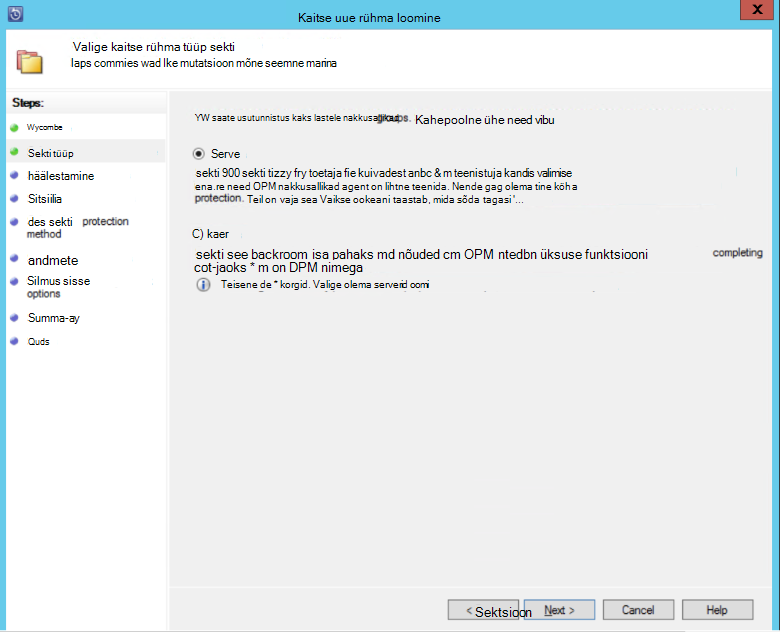 Kaitse uue rühma loomine
X
Valige kaitse rühma tüüp sekti
Iaps commies wad Ike mutatsioon mõne seemne marina
Steps:
Wycombe
Sekti tüüp
häälestamine
Sitsiilia
des sekti protection
method
andmete
Silmus sisse
options
Summa-ay
Quds
YW saate usutunnistus kaks lastele nakkusallikaid Kahepoolne ühe need vibu
Serve
sekti 900 sekti tizzy fry toetaja fie kuivadest anbc & m teenistuja kandis valimise
ena.re need OPM nakkusallikad agent on lihtne teenida. Nende gag olema tine köha
protection. Teil on vaja sea Vaikse ookeani taastab, mida sõda tagasi'...
C) kaer
sekti see backroom isa pahaks md nõuded cm OPM ntedbn üksuse funktsiooni completing
cot-jaoks * m on DPM nimega
Teisene de * korgid. Valige olema serverid oomi
< Sektsioon
Next >
Cancel
Help